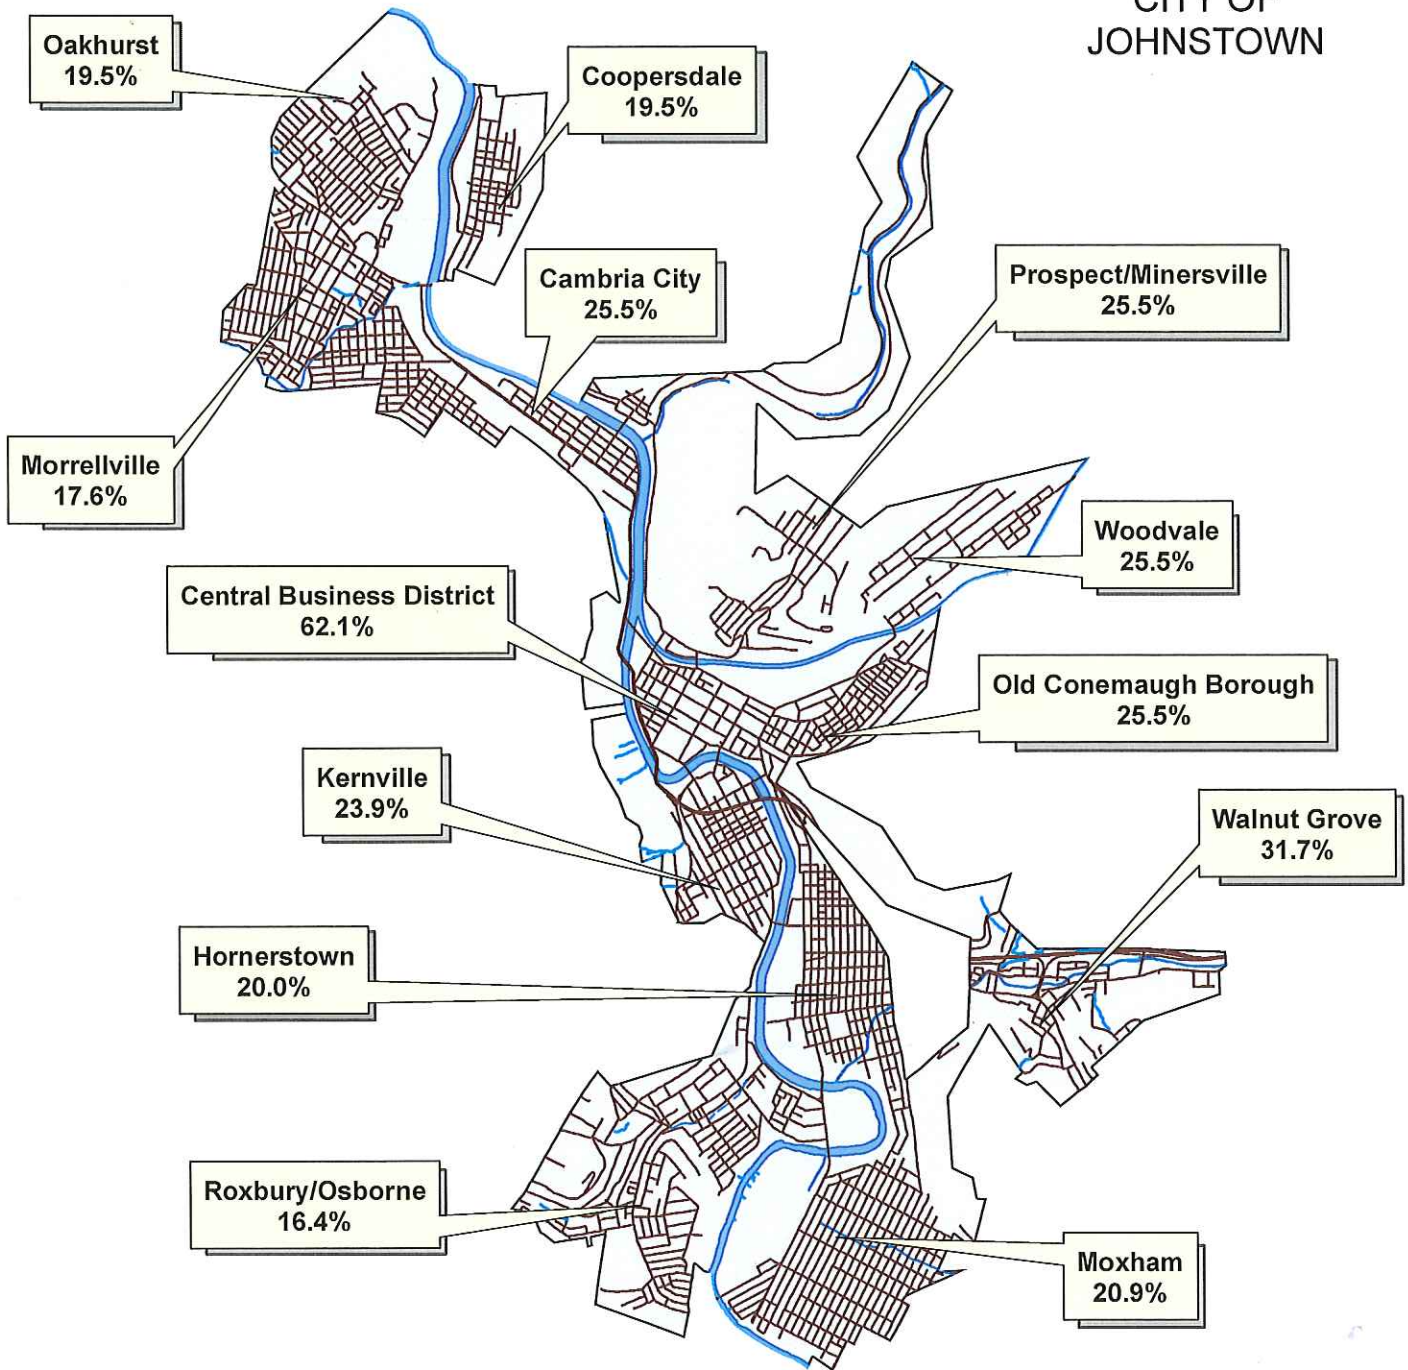 CITY OF
JOHNSTOWN
Oakhurst
19.5%
Coopersdale
19.5%
Cambria City
25.5%
Prospect/Minersville
25.5%
Morrellville
17.6%
Woodvale
25.5%
Central Business District
62.1%
Old Conemaugh Borough
25.5%
Kernville
23.9%
Walnut Grove
31.7%
Hornerstown
20.0%
Roxbury/Osborne
16.4%
Moxham
20.9%